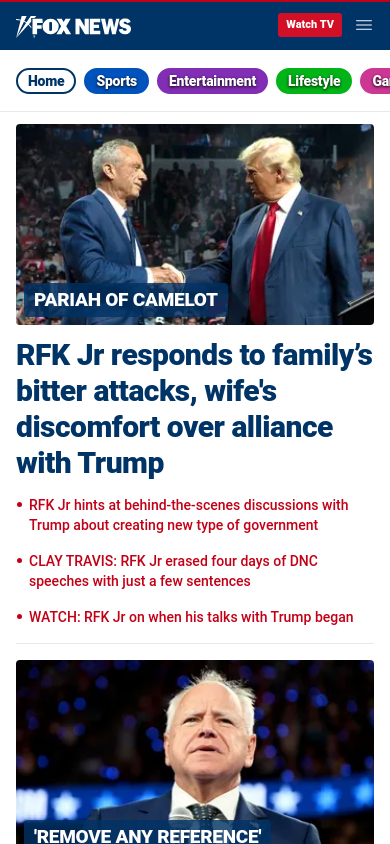 FOX NEWS
Watch TV
Home
Sports
Entertainment
Lifestyle
Ga
PARIAH OF CAMELOT
RFK Jr responds to family’s
bitter attacks, wife's
discomfort over alliance
with Trump
• RFK Jr hints at behind-the-scenes discussions with
Trump about creating new type of government
• CLAY TRAVIS: RFK Jr erased four days of DNC
speeches with just a few sentences
• WATCH: RFK Jr on when his talks with Trump began
'REMOVE ANY REFERENCE'